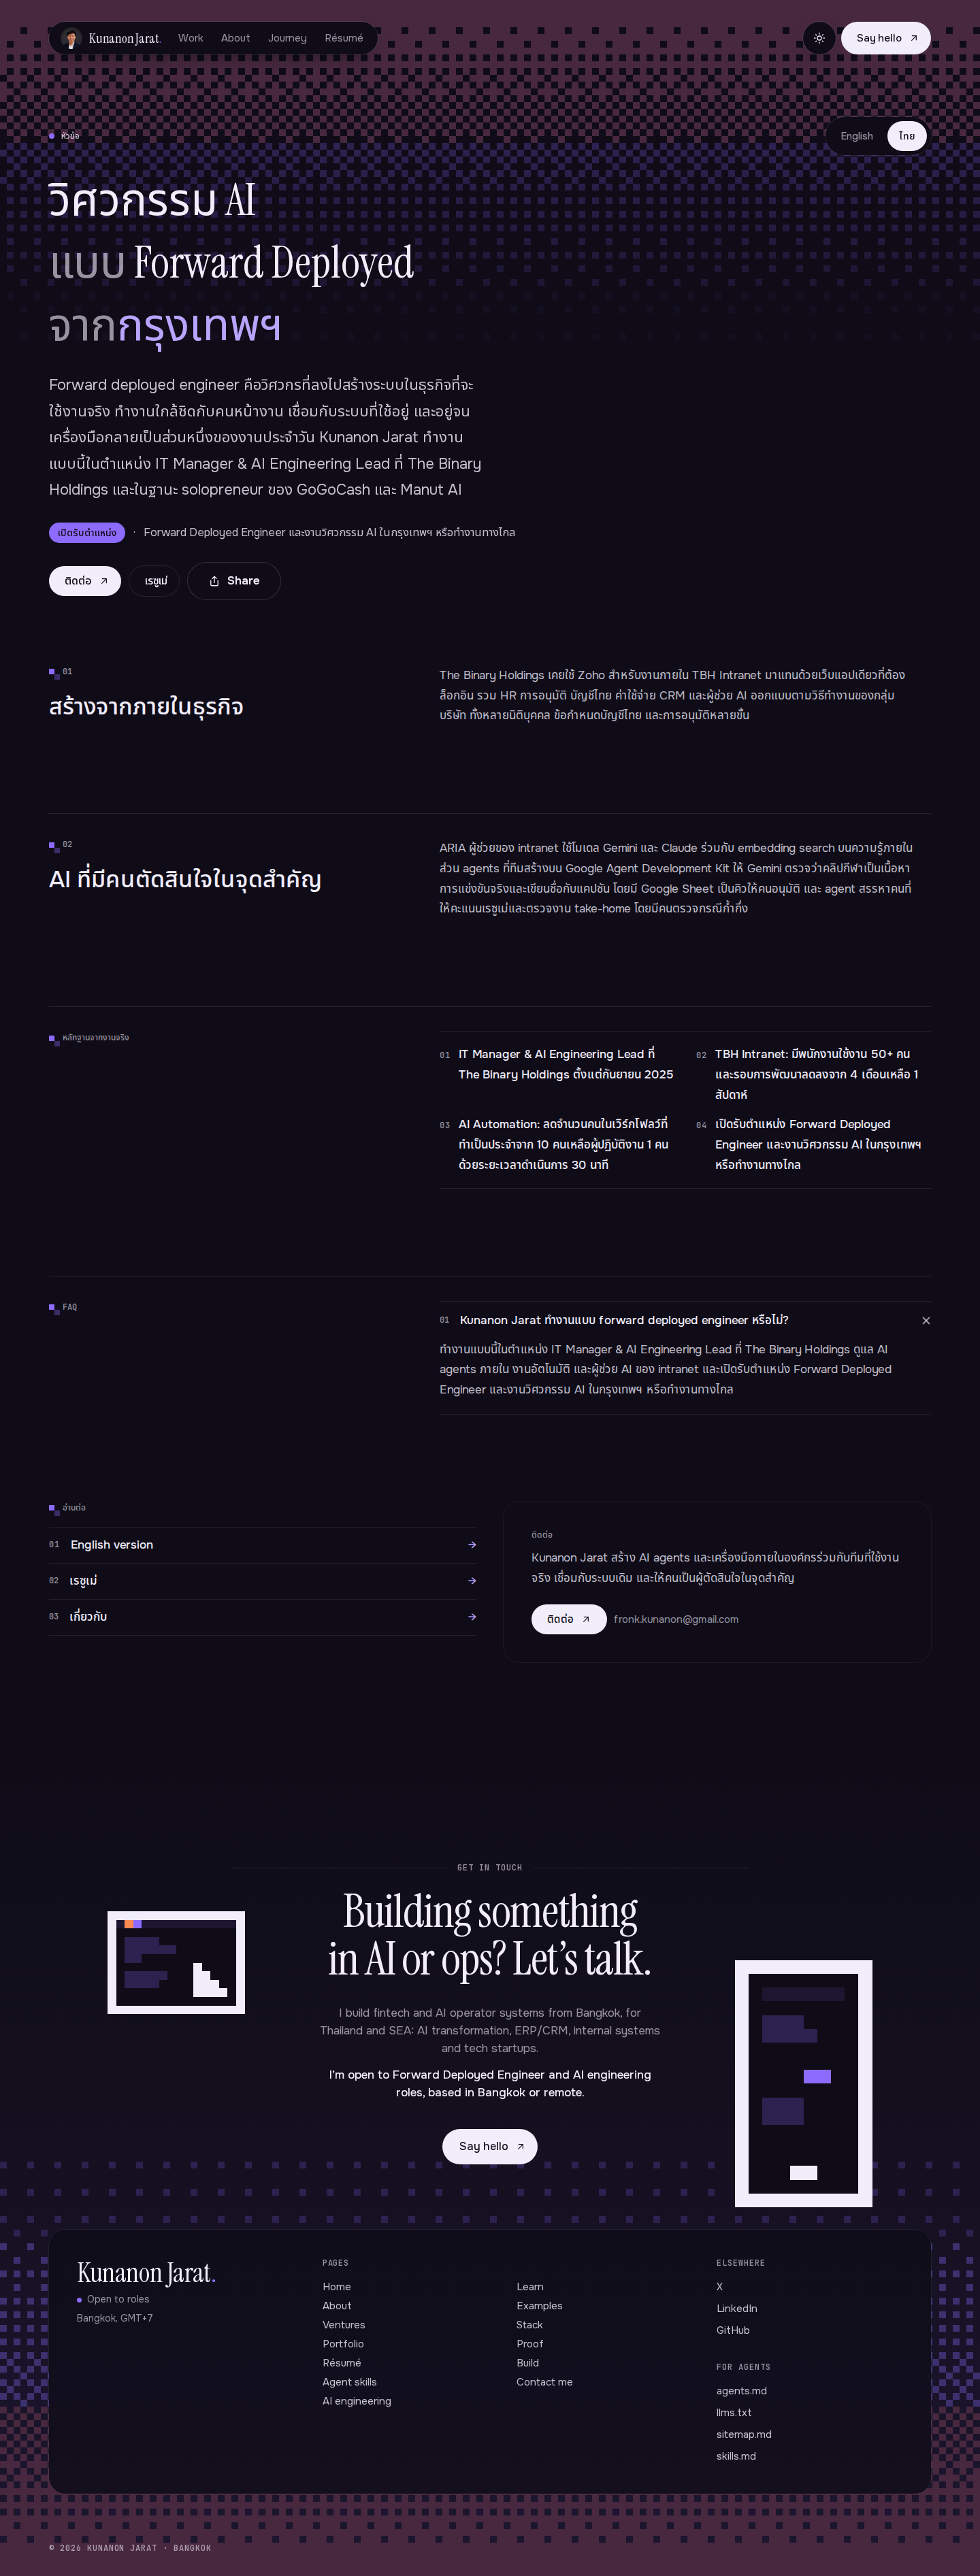 Kunanon Jarat. Work About Journey Résumé Say hello
หัวข้อ English ไทย
วิศวกรรม AI
แบบ Forward Deployed
จากกรุงเทพฯ
Forward deployed engineer คือวิศวกรที่ลงไปสร้างระบบในธุรกิจที่จะ
ใช้งานจริง ทำงานใกล้ชิดกับคนหน้างาน เชื่อมกับระบบที่ใช้อยู่ และอยู่จน
เครื่องมือกลายเป็นส่วนหนึ่งของงานประจำวัน Kunanon Jarat ทำงาน
แบบนี้ในตำแหน่ง IT Manager & AI Engineering Lead ที่ The Binary
Holdings และในฐานะ solopreneur ของ GoGoCash และ Manut AI
เปิดรับตำแหน่ง · Forward Deployed Engineer และงานวิศวกรรม AI ในกรุงเทพฯ หรือทำงานทางไกล
ติดต่อ เรซูเม่ Share
01
สร้างจากภายในธุรกิจ
The Binary Holdings เคยใช้ Zoho สำหรับงานภายใน TBH Intranet มาแทนด้วยเว็บแอปเดียวที่ต้อง
ล็อกอิน รวม HR การอนุมัติ บัญชีไทย ค่าใช้จ่าย CRM และผู้ช่วย AI ออกแบบตามวิธีทำงานของกลุ่ม
บริษัท ทั้งหลายนิติบุคคล ข้อกำหนดบัญชีไทย และการอนุมัติหลายขั้น
02
AI ที่มีคนตัดสินใจในจุดสำคัญ
ARIA ผู้ช่วยของ intranet ใช้โมเดล Gemini และ Claude ร่วมกับ embedding search บนความรู้ภายใน
ส่วน agents ที่ทีมสร้างบน Google Agent Development Kit ให้ Gemini ตรวจว่าคลิปกีฬาเป็นเนื้อหา
การแข่งขันจริงและเขียนชื่อกับแคปชัน โดยมี Google Sheet เป็นคิวให้คนอนุมัติ และ agent สรรหาคนที่
ให้คะแนนเรซูเม่และตรวจงาน take-home โดยมีคนตรวจกรณีก้ำกึ่ง
หลักฐานจากงานจริง
01 IT Manager & AI Engineering Lead ที่
The Binary Holdings ตั้งแต่กันยายน 2025
02 TBH Intranet: มีพนักงานใช้งาน 50+ คน
และรอบการพัฒนาลดลงจาก 4 เดือนเหลือ 1
สัปดาห์
03 AI Automation: ลดจำนวนคนในเวิร์กโฟลว์ที่
ทำเป็นประจำจาก 10 คนเหลือผู้ปฏิบัติงาน 1 คน
ด้วยระยะเวลาดำเนินการ 30 นาที
04 เปิดรับตำแหน่ง Forward Deployed
Engineer และงานวิศวกรรม AI ในกรุงเทพฯ
หรือทำงานทางไกล
FAQ
01 Kunanon Jarat ทำงานแบบ forward deployed engineer หรือไม่?
ทำงานแบบนี้ในตำแหน่ง IT Manager & AI Engineering Lead ที่ The Binary Holdings ดูแล AI
agents ภายใน งานอัตโนมัติ และผู้ช่วย AI ของ intranet และเปิดรับตำแหน่ง Forward Deployed
Engineer และงานวิศวกรรม AI ในกรุงเทพฯ หรือทำงานทางไกล
อ่านต่อ
01 English version
02 เรซูเม่
03 เกี่ยวกับ
ติดต่อ
Kunanon Jarat สร้าง AI agents และเครื่องมือภายในองค์กรร่วมกับทีมที่ใช้งาน
จริง เชื่อมกับระบบเดิม และให้คนเป็นผู้ตัดสินใจในจุดสำคัญ
ติดต่อ fronk.kunanon@gmail.com
GET IN TOUCH
Building something
in AI or ops? Let's talk.
I build fintech and AI operator systems from Bangkok, for
Thailand and SEA: AI transformation, ERP/CRM, internal systems
and tech startups.
I'm open to Forward Deployed Engineer and AI engineering
roles, based in Bangkok or remote.
Say hello
Kunanon Jarat.
Open to roles
Bangkok, GMT+7
PAGES
Home
About
Ventures
Portfolio
Résumé
Agent skills
AI engineering
Learn
Examples
Stack
Proof
Build
Contact me
ELSEWHERE
X
LinkedIn
GitHub
FOR AGENTS
agents.md
llms.txt
sitemap.md
skills.md
© 2026 KUNANON JARAT · BANGKOK